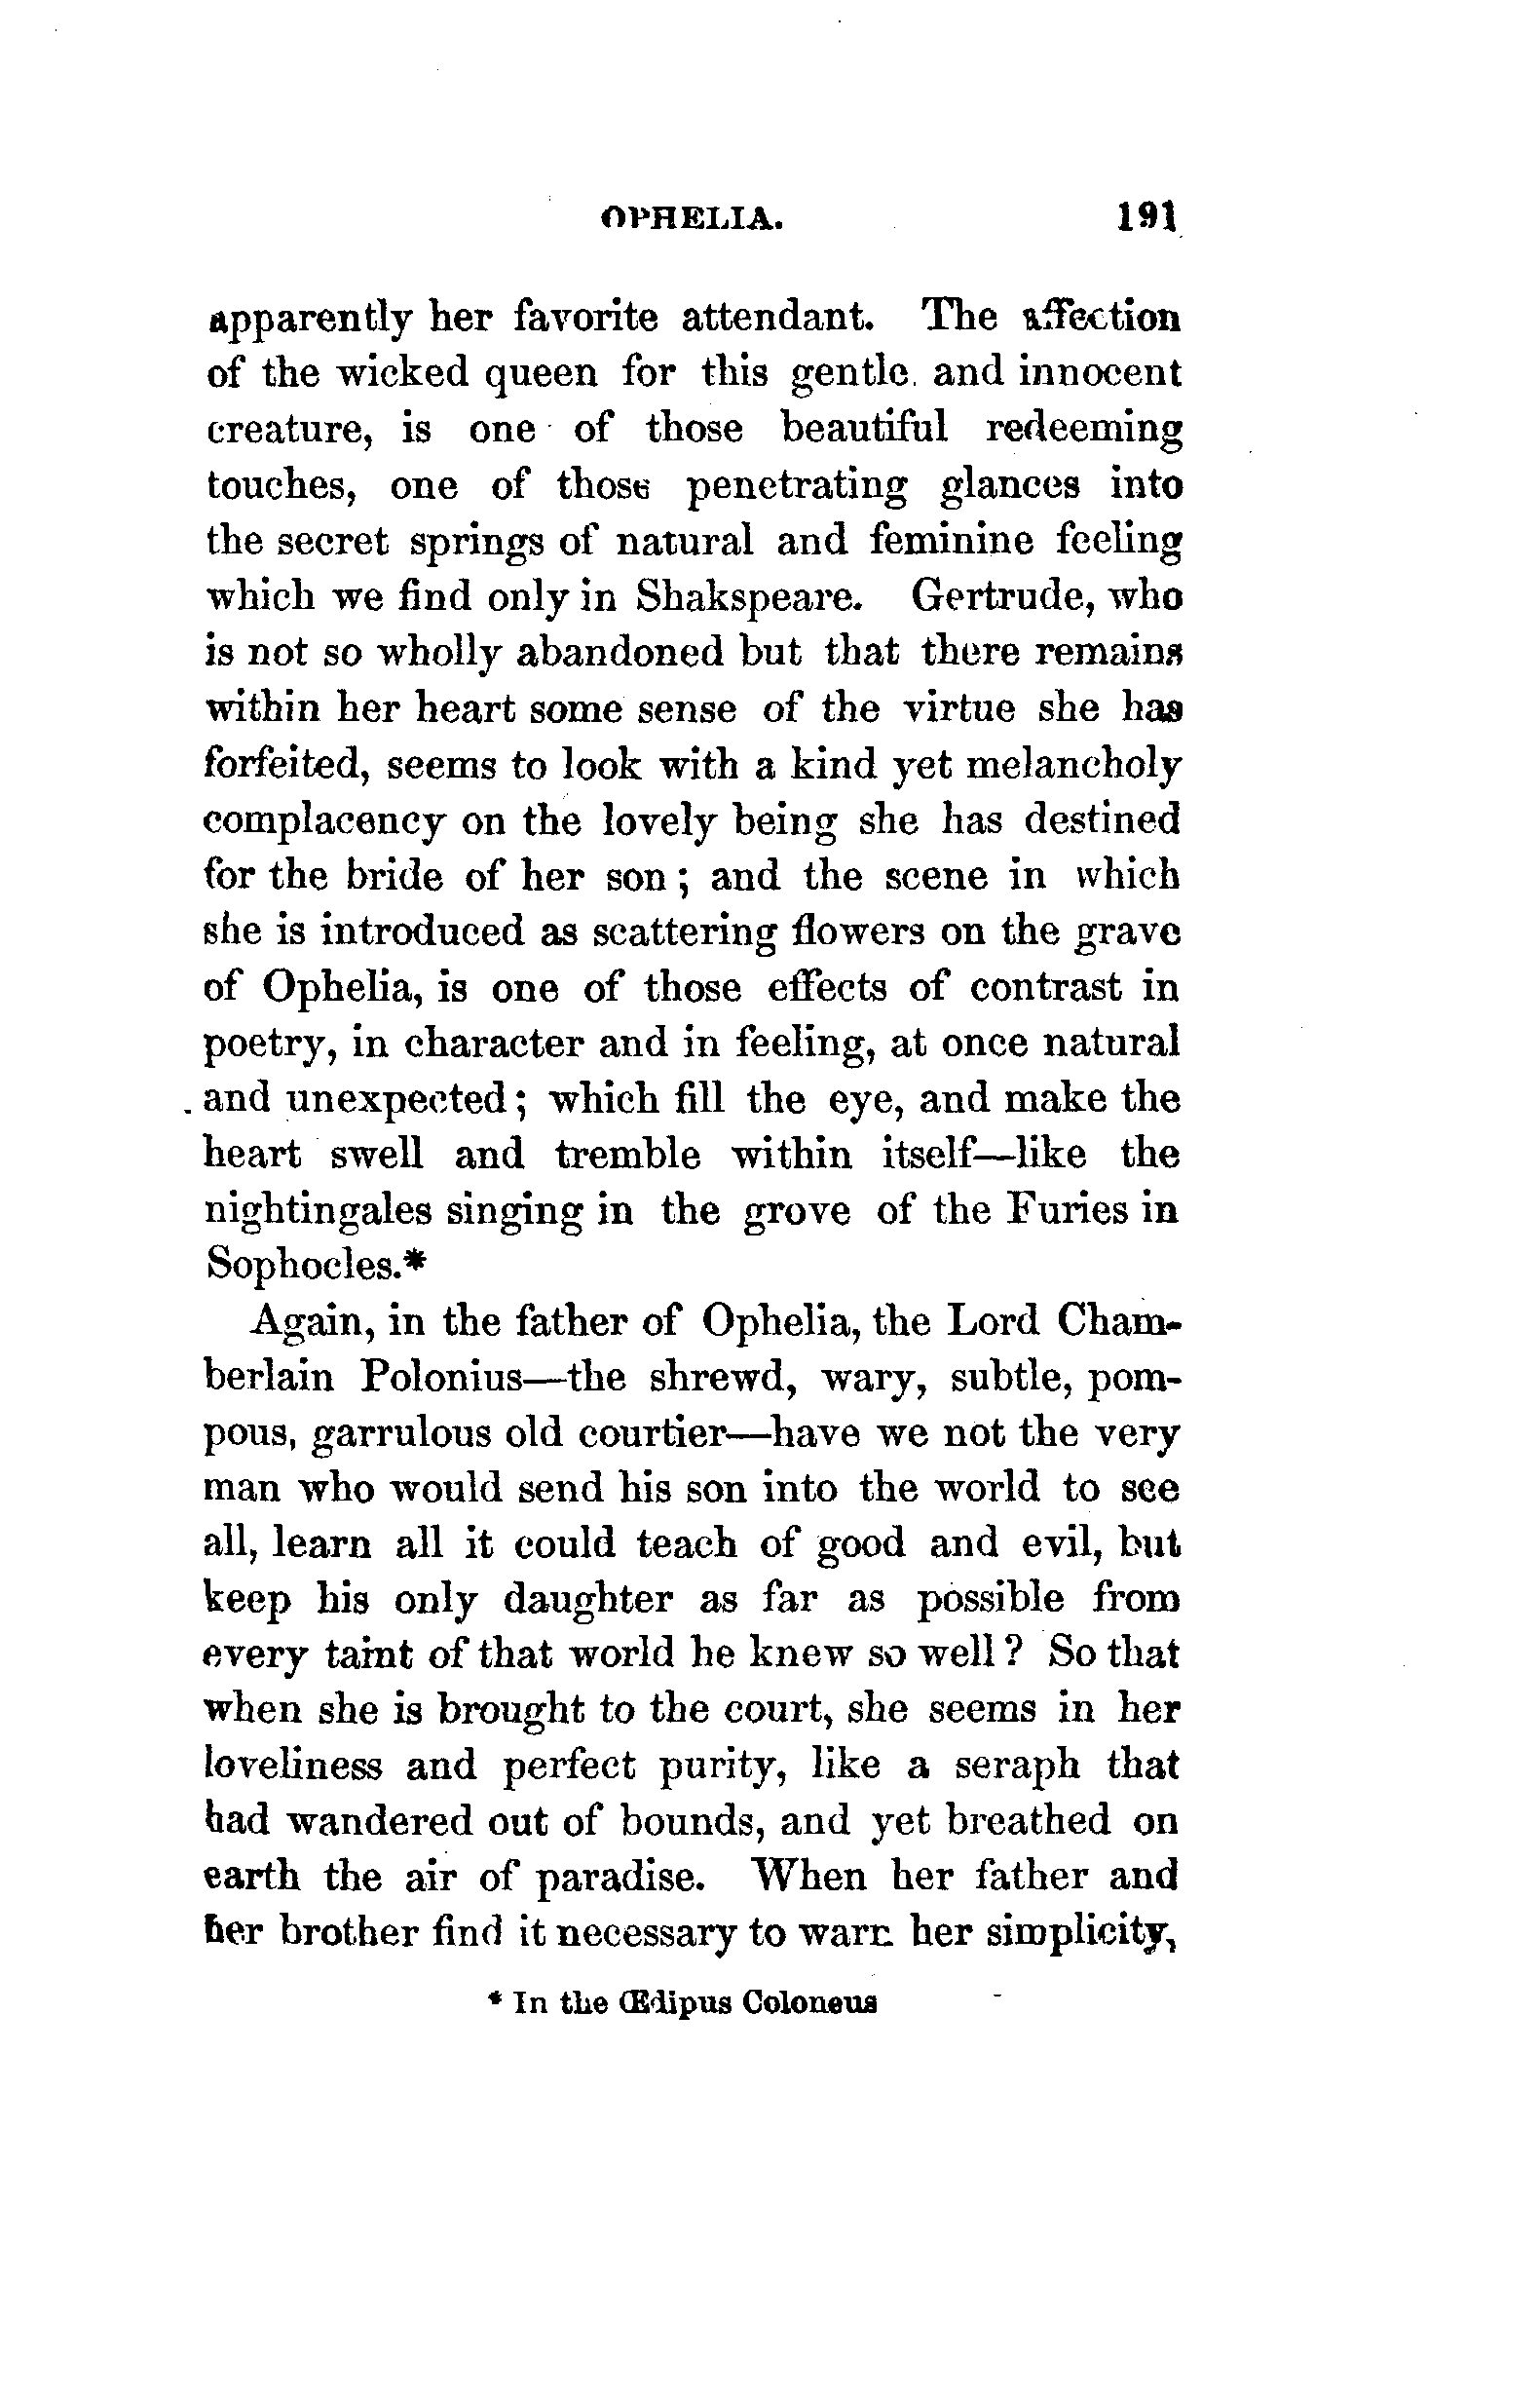 OPHELIA. 191
apparently her favorite attendant. The affection
of the wicked queen for this gentle and innocent
creature, is one of those beautiful redeeming
touches, one of those penetrating glances into
the secret springs of natural and feminine feeling
which we find only in Shakspeare. Gertrude, who
is not so wholly abandoned but that there remains
within her heart some sense of the virtue she has
forfeited, seems to look with a kind yet melancholy
complacency on the lovely being she has destined
for the bride of her son; and the scene in which
she is introduced as scattering flowers on the grave
of Ophelia, is one of those effects of contrast in
poetry, in character and in feeling, at once natural
and unexpected; which fill the eye, and make the
heart swell and tremble within itself—like the
nightingales singing in the grove of the Furies in
Sophocles.*
Again, in the father of Ophelia, the Lord Cham-
berlain Polonius—the shrewd, wary, subtle, pom-
pous, garrulous old courtier—have we not the very
man who would send his son into the world to see
all, learn all it could teach of good and evil, but
keep his only daughter as far as possible from
every taint of that world he knew so well? So that
when she is brought to the court, she seems in her
loveliness and perfect purity, like a seraph that
had wandered out of bounds, and yet breathed on
earth the air of paradise. When her father and
her brother find it necessary to warn her simplicity,
* In the Œdipus Coloneus